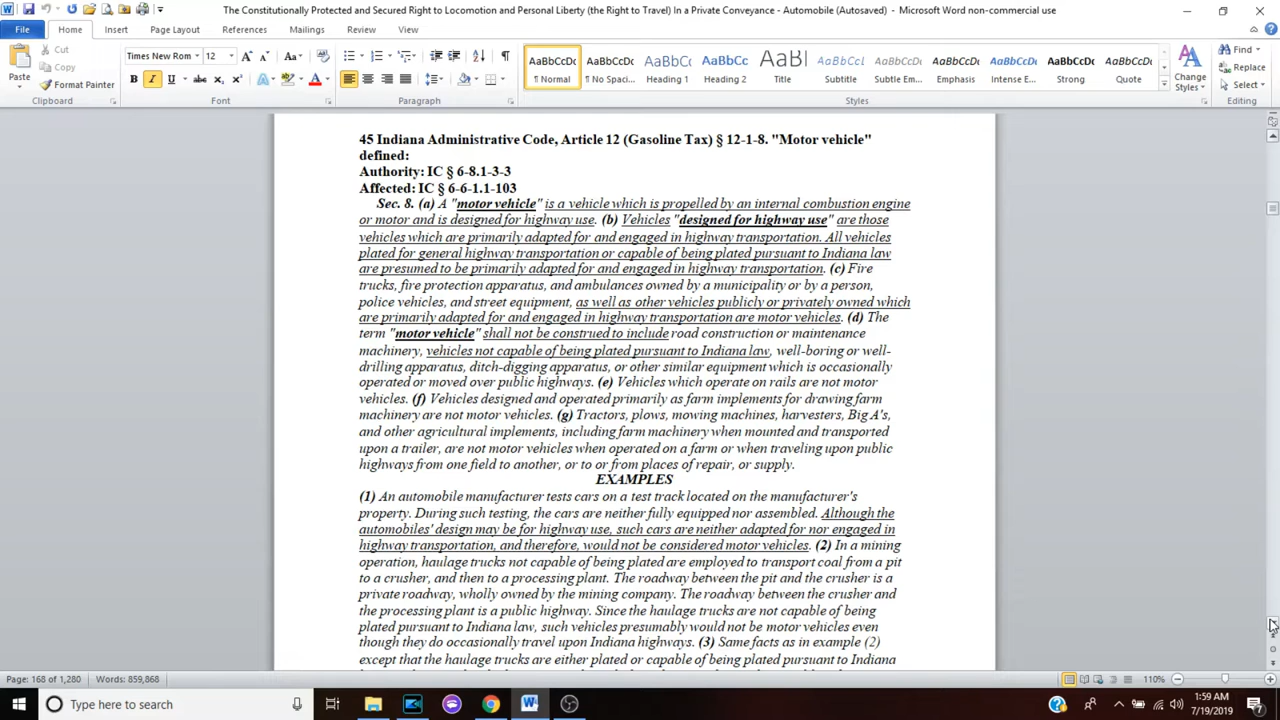 The Constitutionally Protected and Secured Right to Locomotion and Personal Liberty (the Right to Travel) In a Private Conveyance - Automobile (Autosaved) - Microsoft Word non-commercial use
File Home Insert Page Layout References Mailings Review View
Cut
Copy
Format Painter
Paste
Clipboard
Times New Rom 12
Font
Paragraph
AaBbCcDc AaBbCcDc AaBbC AaBbCc AaBI AaBbCcL AaBbCcDt AaBbCcDt AaBbCcDt AaBbCcDc AaBbCcDt
¶ Normal ¶ No Spaci... Heading 1 Heading 2 Title Subtitle Subtle Em... Emphasis Intense E... Strong Quote
Styles
Change
Styles
Find
Replace
Select
Editing
45 Indiana Administrative Code, Article 12 (Gasoline Tax) § 12-1-8. "Motor vehicle"
defined:
Authority: IC § 6-8.1-3-3
Affected: IC § 6-6-1.1-103
Sec. 8. (a) A "motor vehicle" is a vehicle which is propelled by an internal combustion engine
or motor and is designed for highway use. (b) Vehicles "designed for highway use" are those
vehicles which are primarily adapted for and engaged in highway transportation. All vehicles
plated for general highway transportation or capable of being plated pursuant to Indiana law
are presumed to be primarily adapted for and engaged in highway transportation. (c) Fire
trucks, fire protection apparatus, and ambulances owned by a municipality or by a person,
police vehicles, and street equipment, as well as other vehicles publicly or privately owned which
are primarily adapted for and engaged in highway transportation are motor vehicles. (d) The
term "motor vehicle" shall not be construed to include road construction or maintenance
machinery, vehicles not capable of being plated pursuant to Indiana law, well-boring or well-
drilling apparatus, ditch-digging apparatus, or other similar equipment which is occasionally
operated or moved over public highways. (e) Vehicles which operate on rails are not motor
vehicles. (f) Vehicles designed and operated primarily as farm implements for drawing farm
machinery are not motor vehicles. (g) Tractors, plows, mowing machines, harvesters, Big A's,
and other agricultural implements, including farm machinery when mounted and transported
upon a trailer, are not motor vehicles when operated on a farm or when traveling upon public
highways from one field to another, or to or from places of repair, or supply.
EXAMPLES
(1) An automobile manufacturer tests cars on a test track located on the manufacturer's
property. During such testing, the cars are neither fully equipped nor assembled. Although the
automobiles' design may be for highway use, such cars are neither adapted for nor engaged in
highway transportation, and therefore, would not be considered motor vehicles. (2) In a mining
operation, haulage trucks not capable of being plated are employed to transport coal from a pit
to a crusher, and then to a processing plant. The roadway between the pit and the crusher is a
private roadway, wholly owned by the mining company. The roadway between the crusher and
the processing plant is a public highway. Since the haulage trucks are not capable of being
plated pursuant to Indiana law, such vehicles presumably would not be motor vehicles even
though they do occasionally travel upon Indiana highways. (3) Same facts as in example (2)
except that the haulage trucks are either plated or capable of being plated pursuant to Indiana
Page: 168 of 1,280 Words: 859,868
110%
Type here to search
1:59 AM
7/19/2019